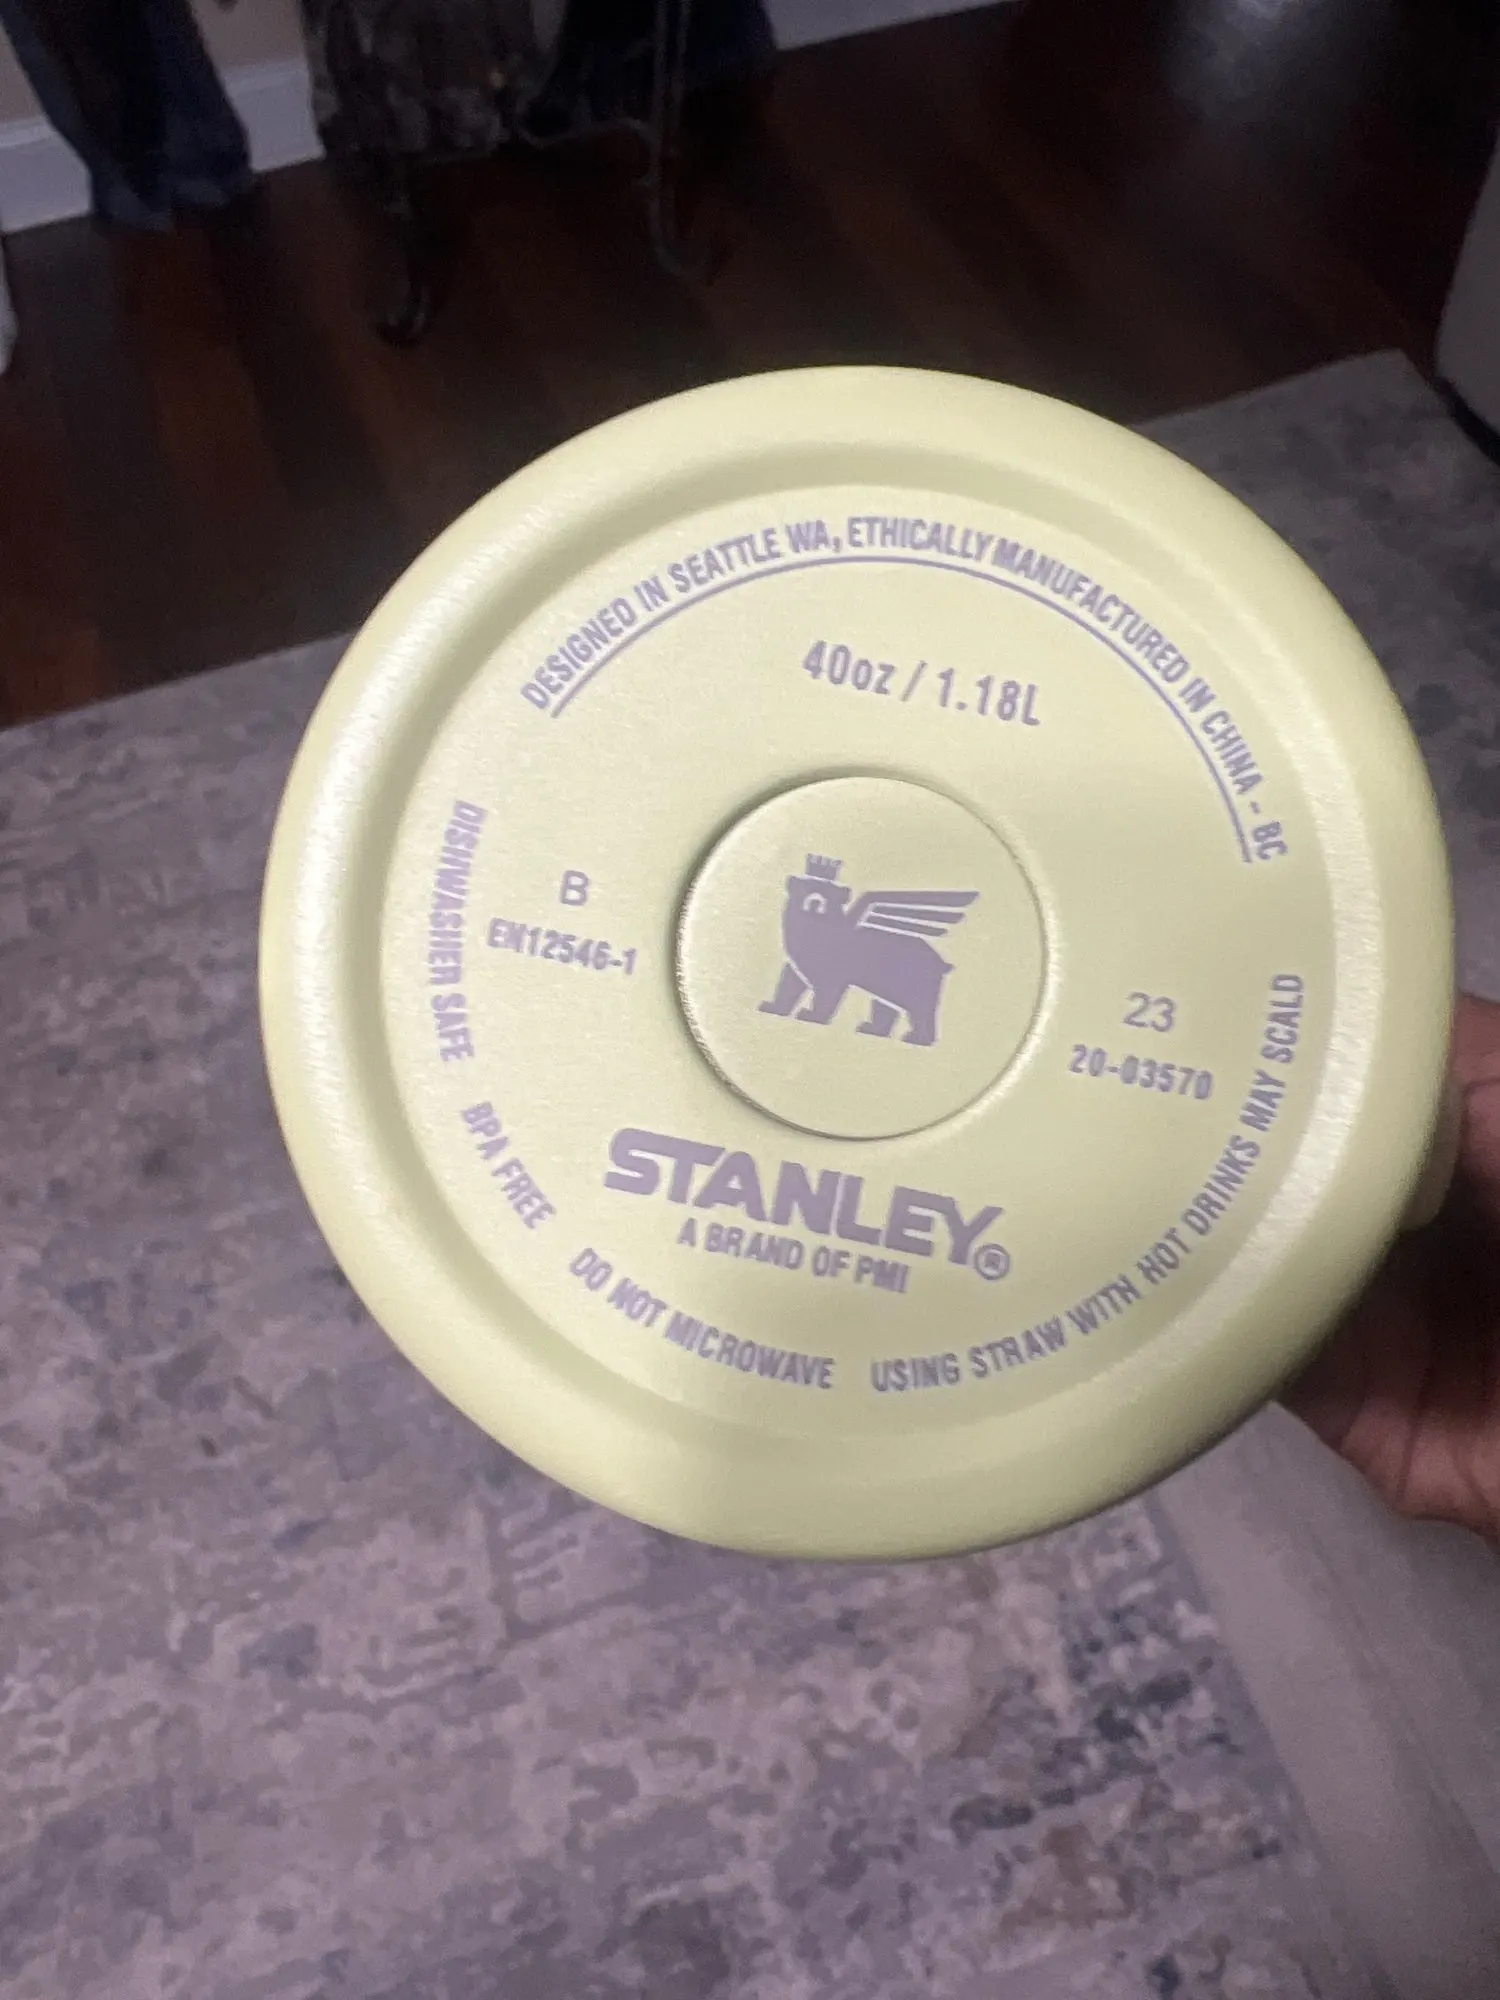 DESIGNED IN SEATTLE WA, ETHICALLY MANUFACTURED IN CHINA - BC
40oz / 1.18L
B
EN12546-1
23
20-03570
STANLEY®
A BRAND OF PMI
DISHWASHER SAFE
BPA FREE
DO NOT MICROWAVE
USING STRAW WITH HOT DRINKS MAY SCALD